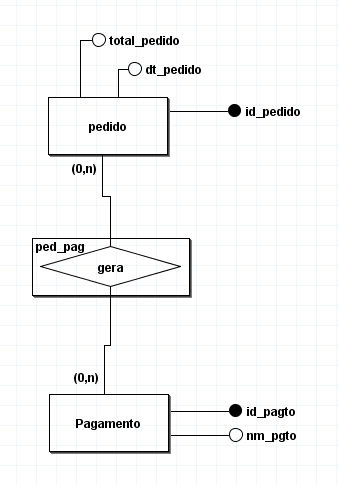 total_pedido
dt_pedido
id_pedido
pedido
(0,n)
ped_pag
gera
(0,n)
id_pagto
Pagamento
nm_pgto